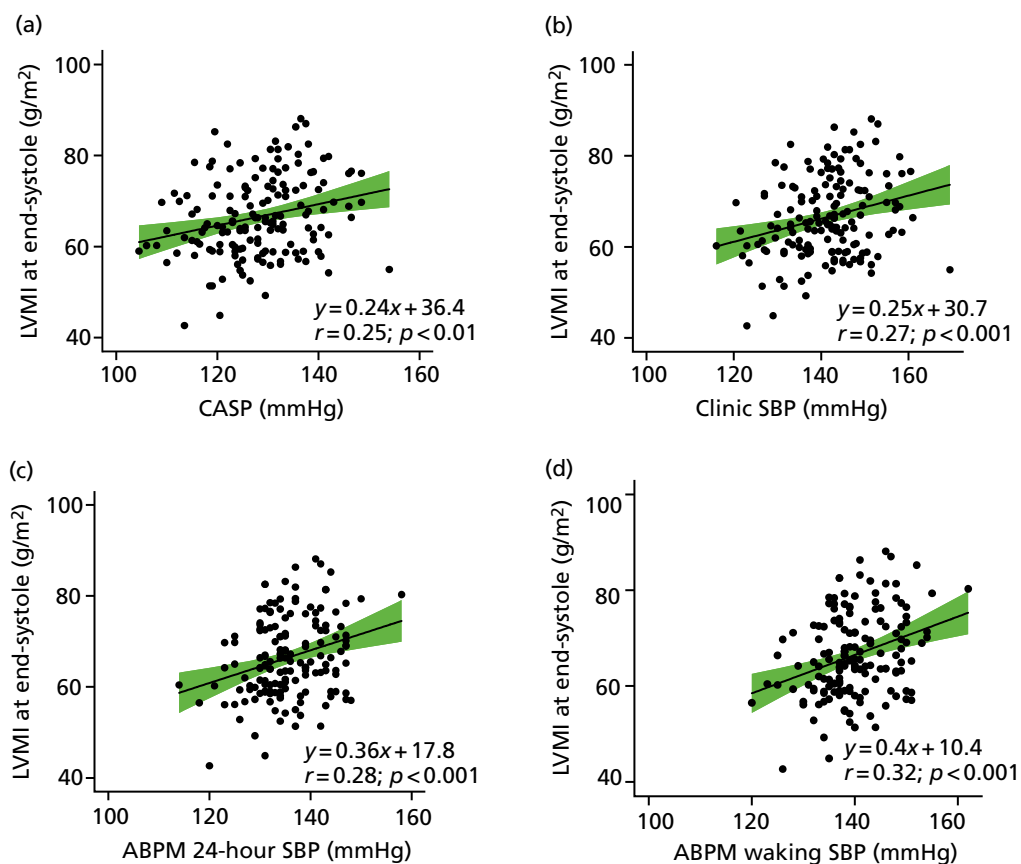 (a)
100
80
60
40
LVMI at end-systole (g/m²)
y=0.24x+36.4
r=0.25; p<0.01
100 120 140 160
CASP (mmHg)
(b)
100
80
60
40
LVMI at end-systole (g/m²)
y=0.25x+30.7
r=0.27; p<0.001
100 120 140 160
Clinic SBP (mmHg)
(c)
100
80
60
40
LVMI at end-systole (g/m²)
y=0.36x+17.8
r=0.28; p<0.001
100 120 140 160
ABPM 24-hour SBP (mmHg)
(d)
100
80
60
40
LVMI at end-systole (g/m²)
y=0.4x+10.4
r=0.32; p<0.001
100 120 140 160
ABPM waking SBP (mmHg)